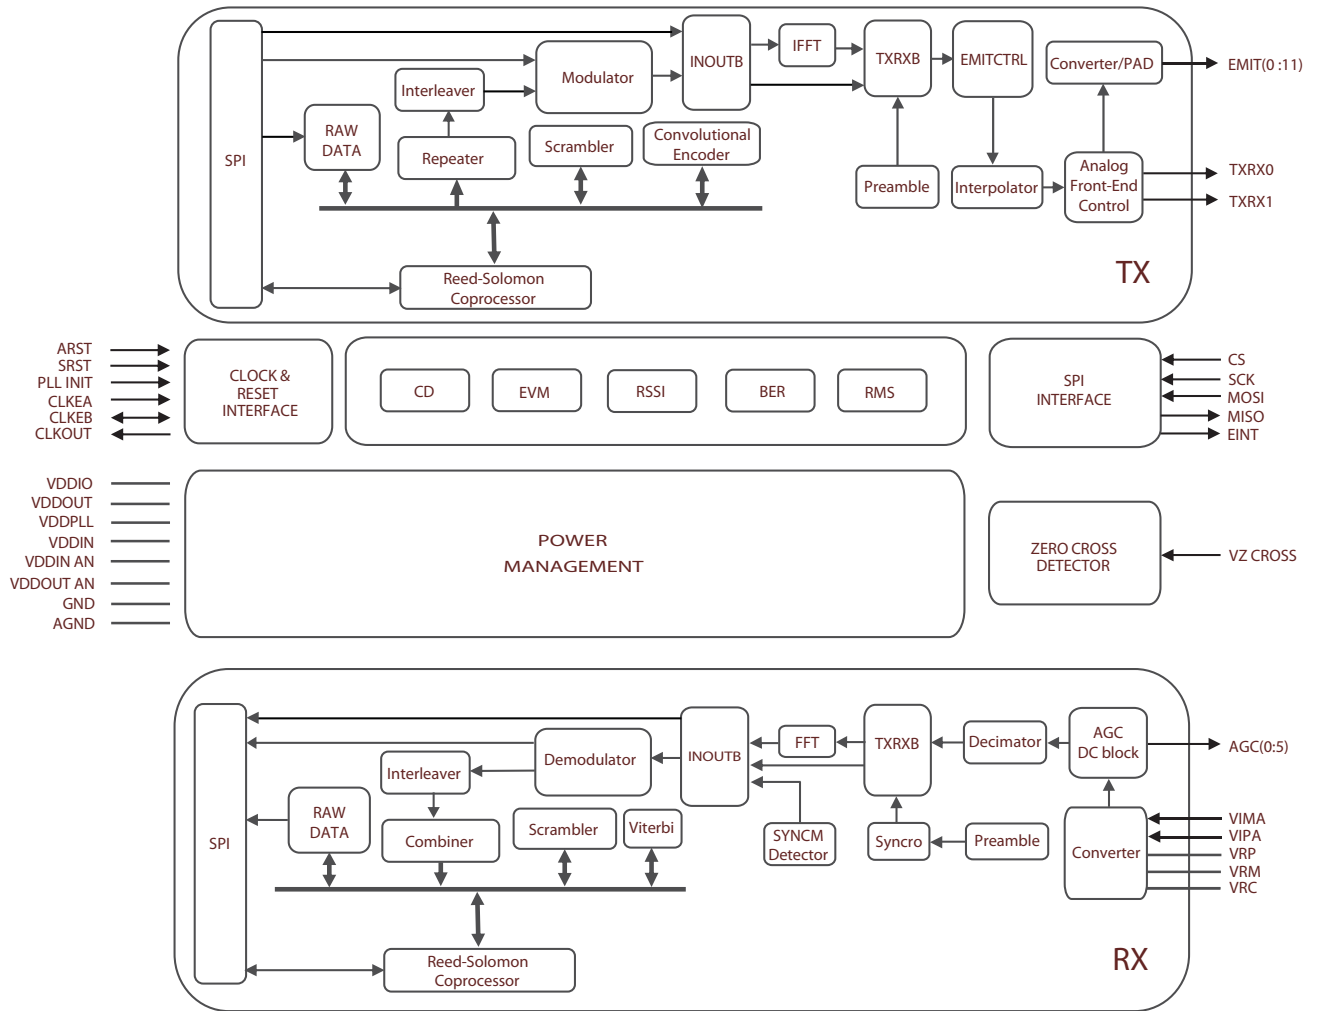 SPI
RAW
DATA
Interleaver
Repeater
Modulator
Scrambler
Convolutional
Encoder
INOUTB
IFFT
TXRXB
Preamble
EMITCTRL
Interpolator
Converter/PAD
Analog
Front-End
Control
EMIT(0 :11)
TXRX0
TXRX1
Reed-Solomon
Coprocessor
TX
ARST
SRST
PLL INIT
CLKEA
CLKEB
CLKOUT
CLOCK &
RESET
INTERFACE
CD
EVM
RSSI
BER
RMS
SPI
INTERFACE
CS
SCK
MOSI
MISO
EINT
VDDIO
VDDOUT
VDDPLL
VDDIN
VDDIN AN
VDDOUT AN
GND
AGND
POWER
MANAGEMENT
ZERO CROSS
DETECTOR
VZ CROSS
SPI
RAW
DATA
Interleaver
Combiner
Demodulator
Scrambler
Viterbi
INOUTB
FFT
SYNCM
Detector
TXRXB
Syncro
Decimator
Preamble
AGC
DC block
Converter
AGC(0:5)
VIMA
VIPA
VRP
VRM
VRC
Reed-Solomon
Coprocessor
RX